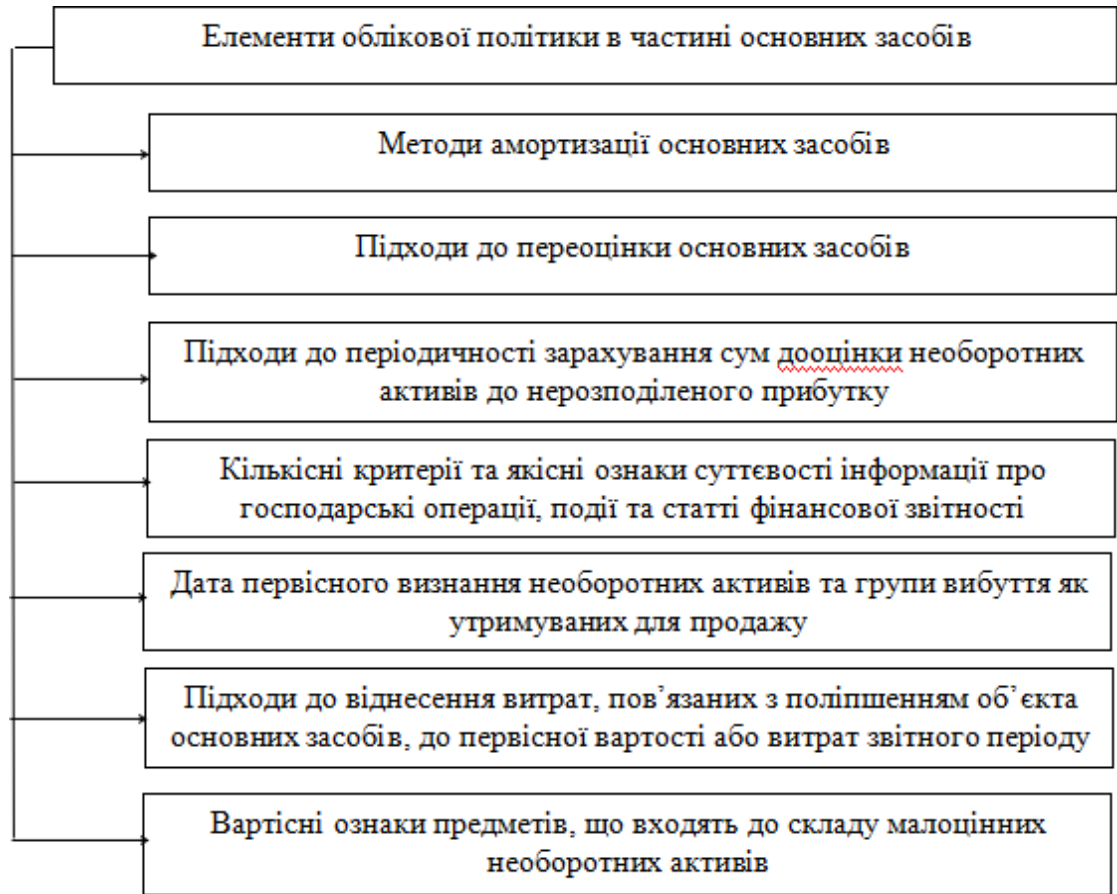 Елементи облікової політики в частині основних засобів
Методи амортизації основних засобів
Підходи до переоцінки основних засобів
Підходи до періодичності зарахування сум дооцінки необоротних
активів до нерозподіленого прибутку
Кількісні критерії та якісні ознаки суттєвості інформації про
господарські операції, події та статті фінансової звітності
Дата первісного визнання необоротних активів та групи вибуття як
утримуваних для продажу
Підходи до віднесення витрат, пов’язаних з поліпшенням об’єкта
основних засобів, до первісної вартості або витрат звітного періоду
Вартісні ознаки предметів, що входять до складу малоцінних
необоротних активів